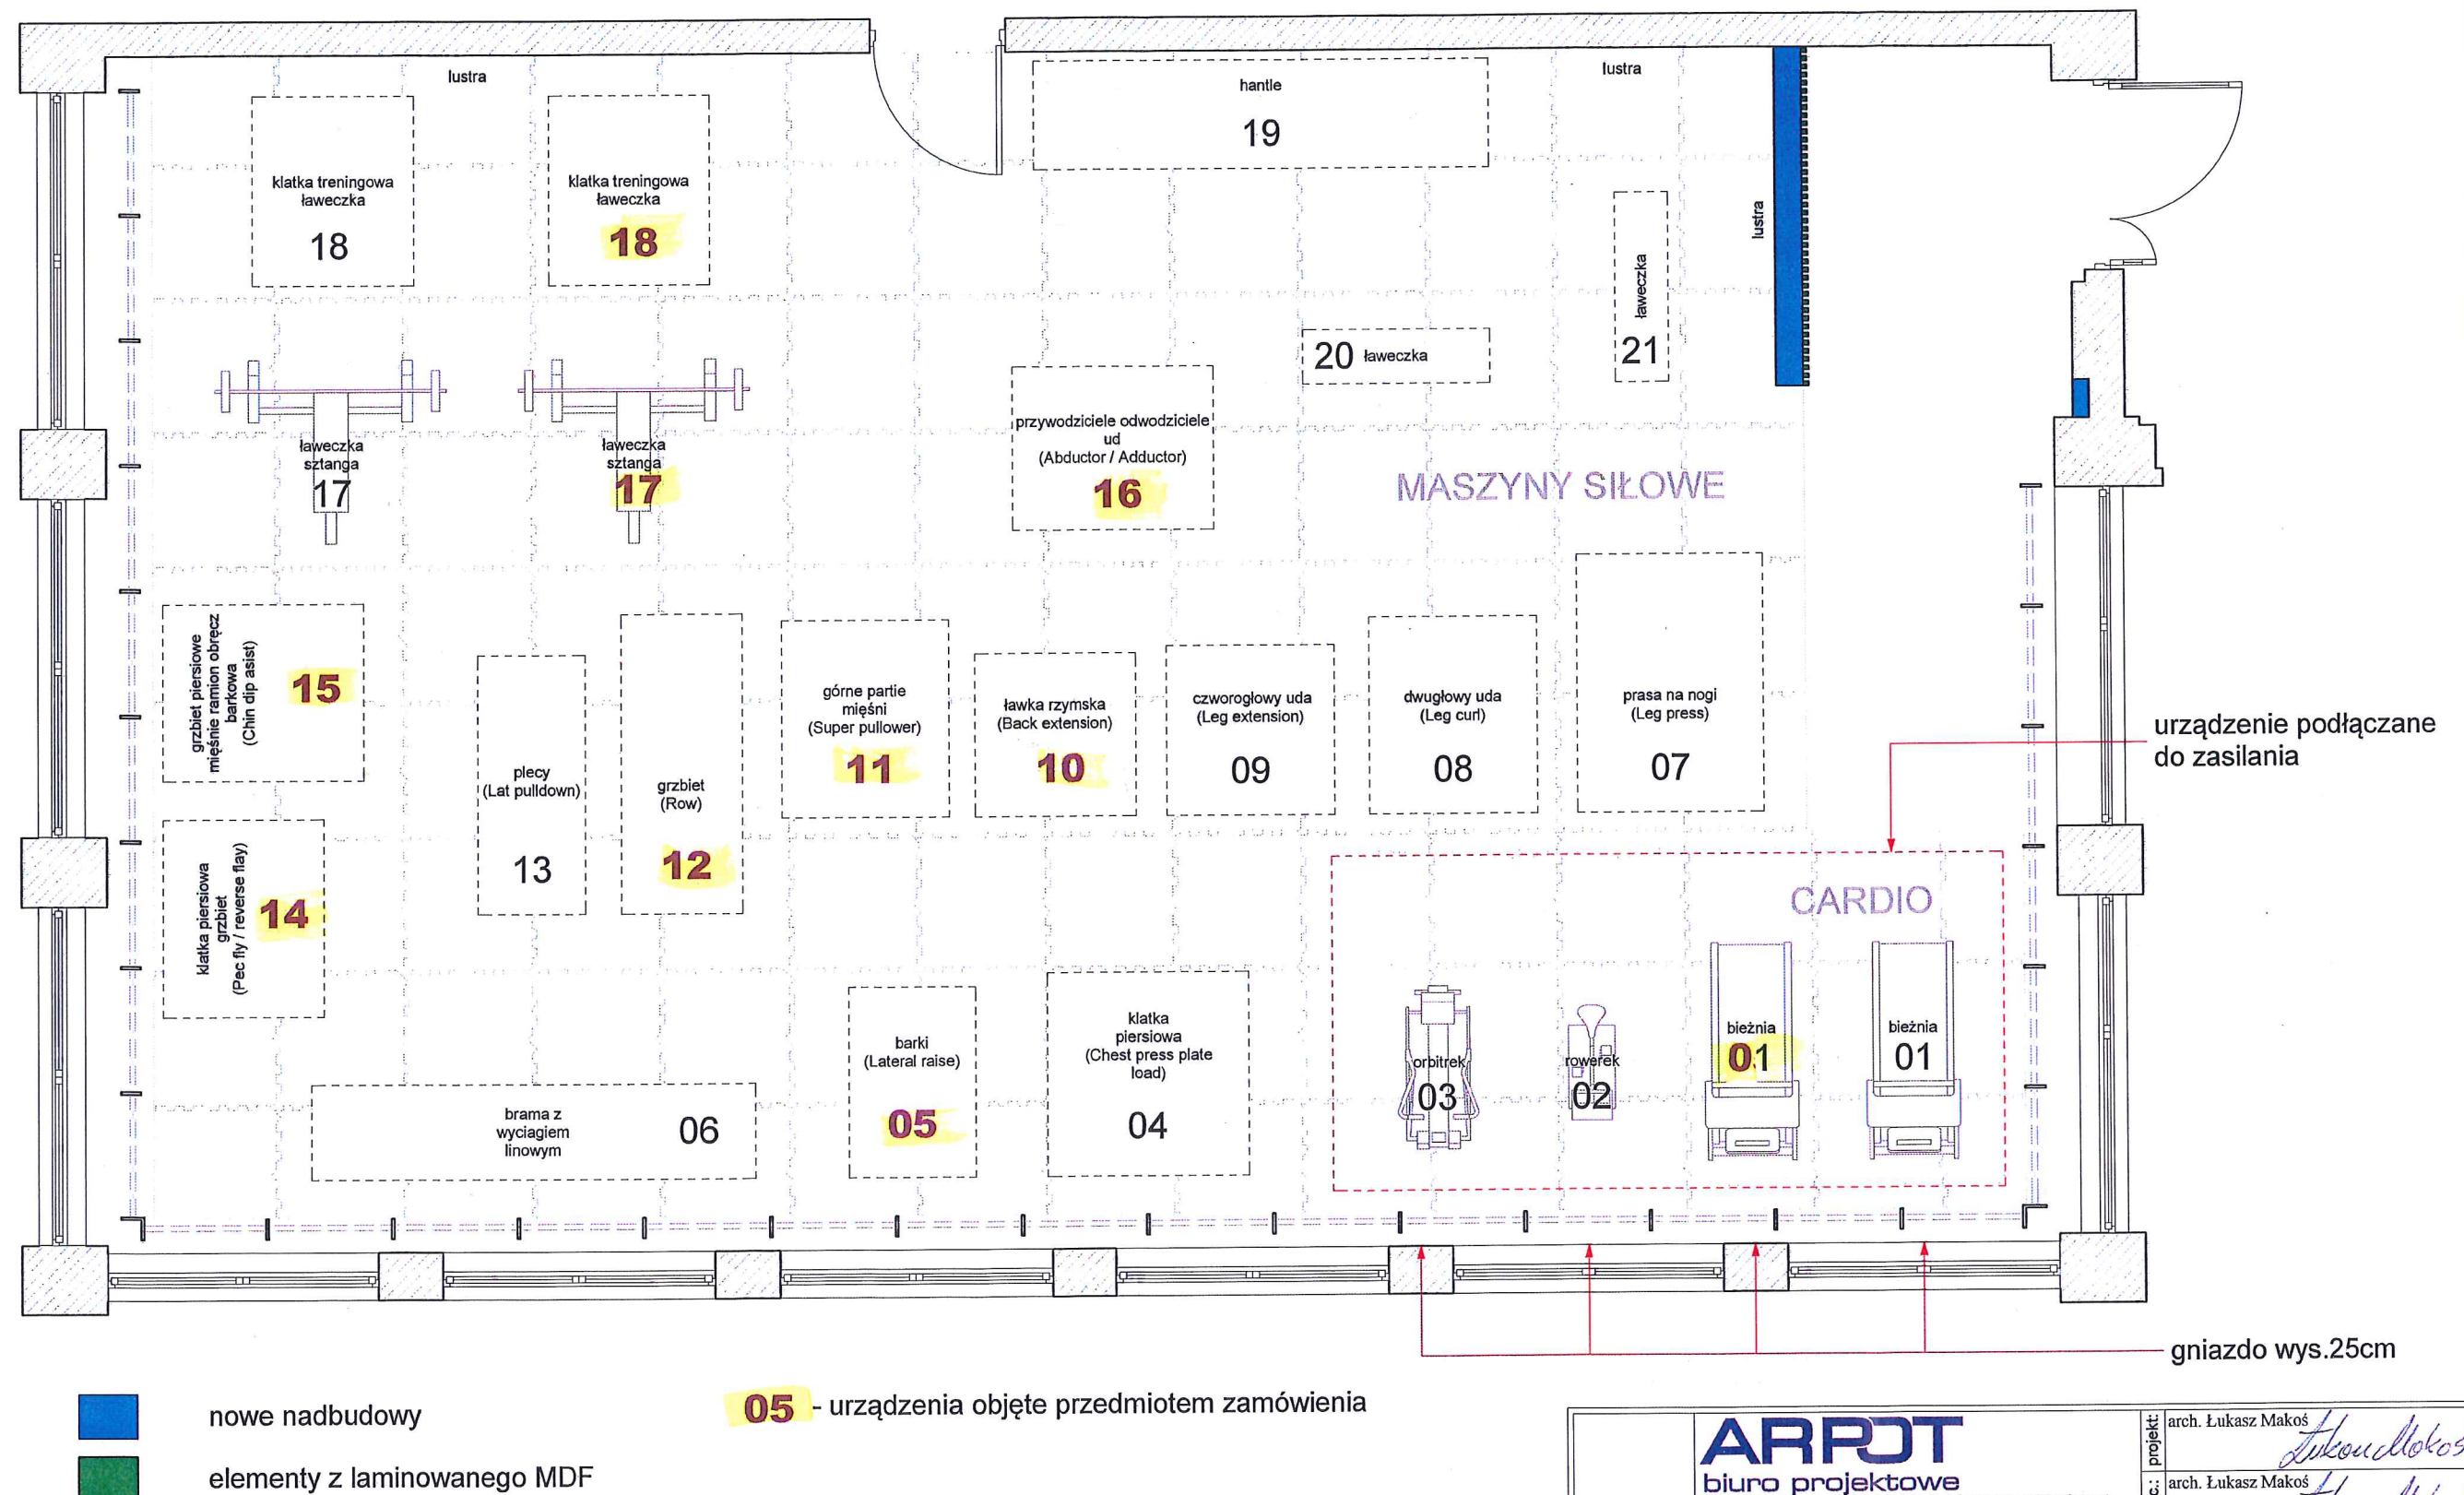 lustra
hantle
19
lustra
klatka treningowa
ławeczka
18
klatka treningowa
ławeczka
18
lustra
ławeczka
21
20 ławeczka
ławeczka
sztanga
17
ławeczka
sztanga
17
przywodziciele odwodziciele
ud
(Abductor / Adductor)
16
MASZYNY SIŁOWE
grzbiet piersiowe
mięśnie ramion obręcz
barkowa
(Chin dip asist)
15
plecy
(Lat pulldown)
13
grzbiet
(Row)
12
górne partie
mięśni
(Super pullower)
11
ławka rzymska
(Back extension)
10
czworogłowy uda
(Leg extension)
09
dwugłowy uda
(Leg curl)
08
prasa na nogi
(Leg press)
07
urządzenie podłączane
do zasilania
klatka piersiowa
grzbiet
(Pec fly / reverse flay)
14
CARDIO
brama z
wyciagiem
linowym
06
barki
(Lateral raise)
05
klatka
piersiowa
(Chest press plate
load)
04
orbitrek
03
rowerek
02
bieżnia
01
bieżnia
01
gniazdo wys.25cm
nowe nadbudowy
05 - urządzenia objęte przedmiotem zamówienia
elementy z laminowanego MDF
ARPOT
biuro projektowe
projekt:
arch. Łukasz Makoś
c.:
arch. Łukasz Makoś